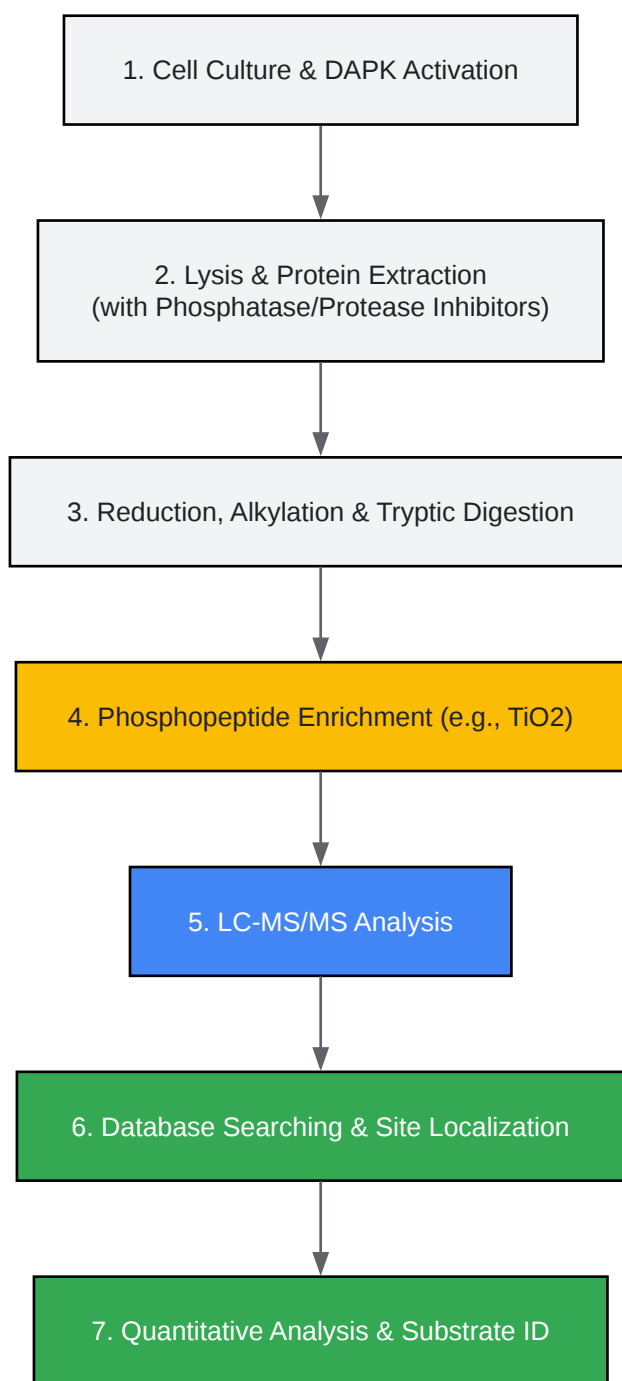 1. Cell Culture & DAPK Activation
2. Lysis & Protein Extraction
(with Phosphatase/Protease Inhibitors)
3. Reduction, Alkylation & Tryptic Digestion
4. Phosphopeptide Enrichment (e.g., TiO2)
5. LC-MS/MS Analysis
6. Database Searching & Site Localization
7. Quantitative Analysis & Substrate ID